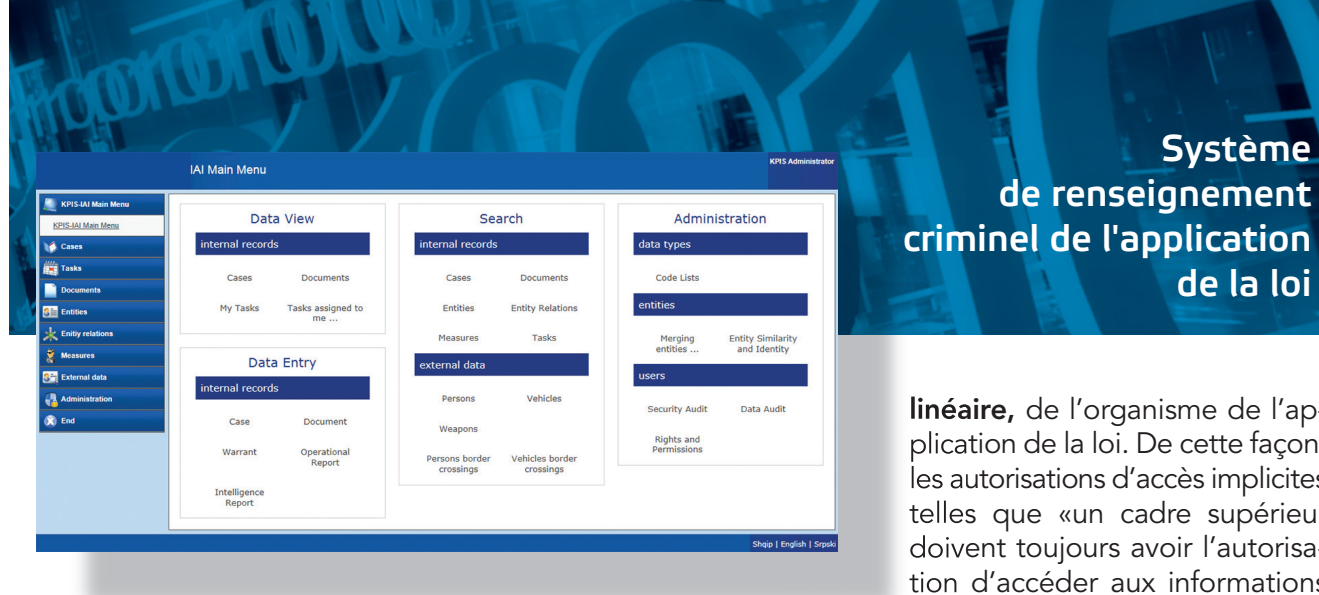 Système
de renseignement
criminel de l'application
de la loi
IAI Main Menu
KPIS Administrator
KPIS-IAI Main Menu
KPIS-IAI Main Menu
Cases
Tasks
Documents
Entities
Enitiy relations
Measures
External data
Administration
End
Data View
internal records
Cases Documents
My Tasks Tasks assigned to
me ...
Data Entry
internal records
Case Document
Warrant Operational
Report
Intelligence
Report
Search
internal records
Cases Documents
Entities Entity Relations
Measures Tasks
external data
Persons Vehicles
Weapons
Persons border Vehicles border
crossings crossings
Administration
data types
Code Lists
entities
Merging Entity Similarity
entities ... and Identity
users
Security Audit Data Audit
Rights and
Permissions
Shqip | English | Srpski
linéaire, de l'organisme de l'ap-
plication de la loi. De cette façon
les autorisations d'accès implicites
telles que «un cadre supérieu
doivent toujours avoir l'autorisa-
tion d'accéder aux informations